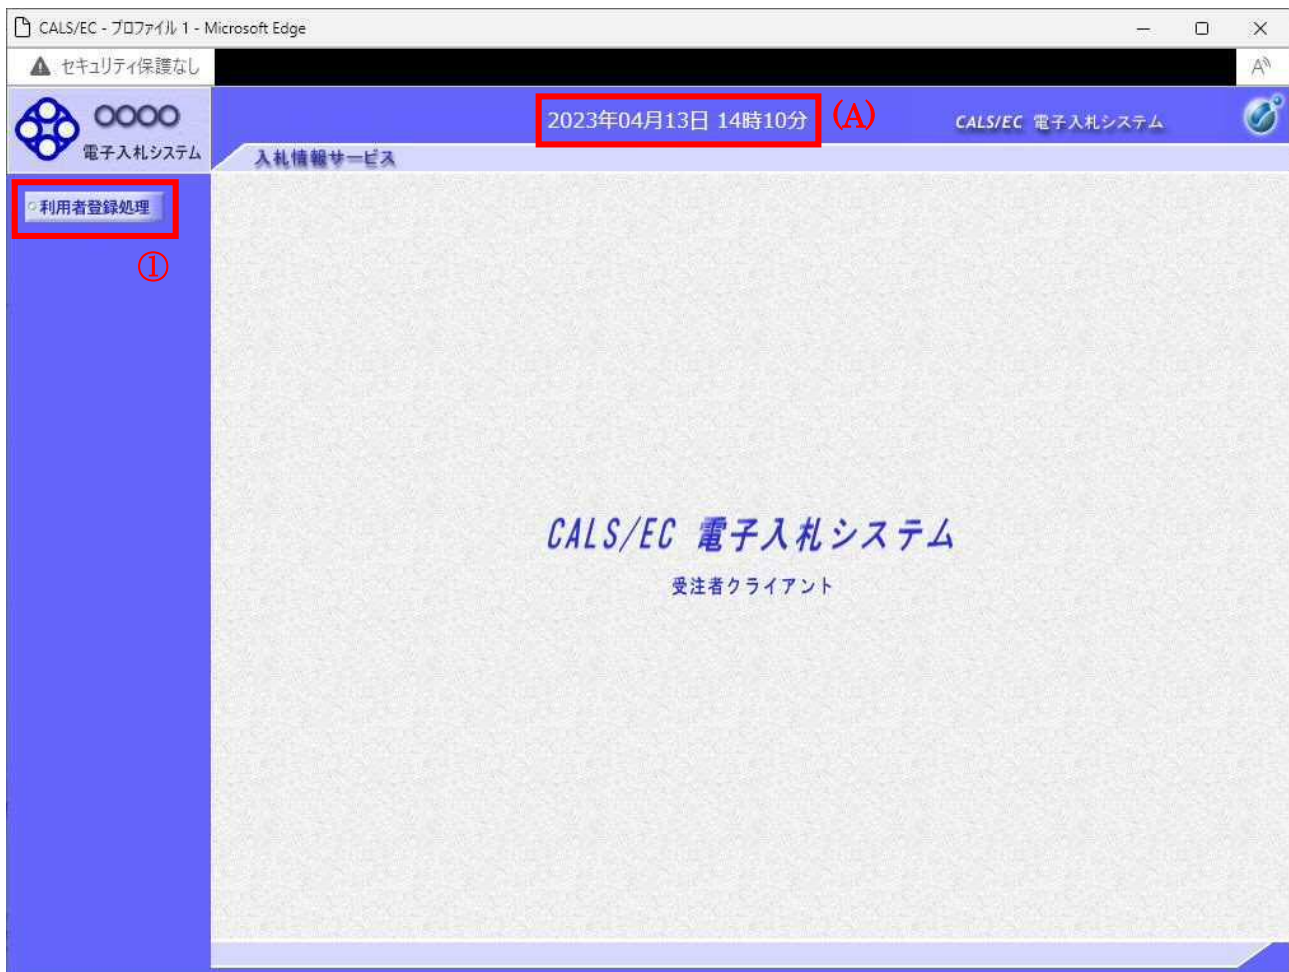 CALS/EC - プロファイル 1 - Microsoft Edge
セキュリティ保護なし
A
〇〇〇〇
電子入札システム
2023年04月13日 14時10分
(A)
CALS/EC 電子入札システム
入札情報サービス
利用者登録処理
①
CALS/EC 電子入札システム
受注者クライアント